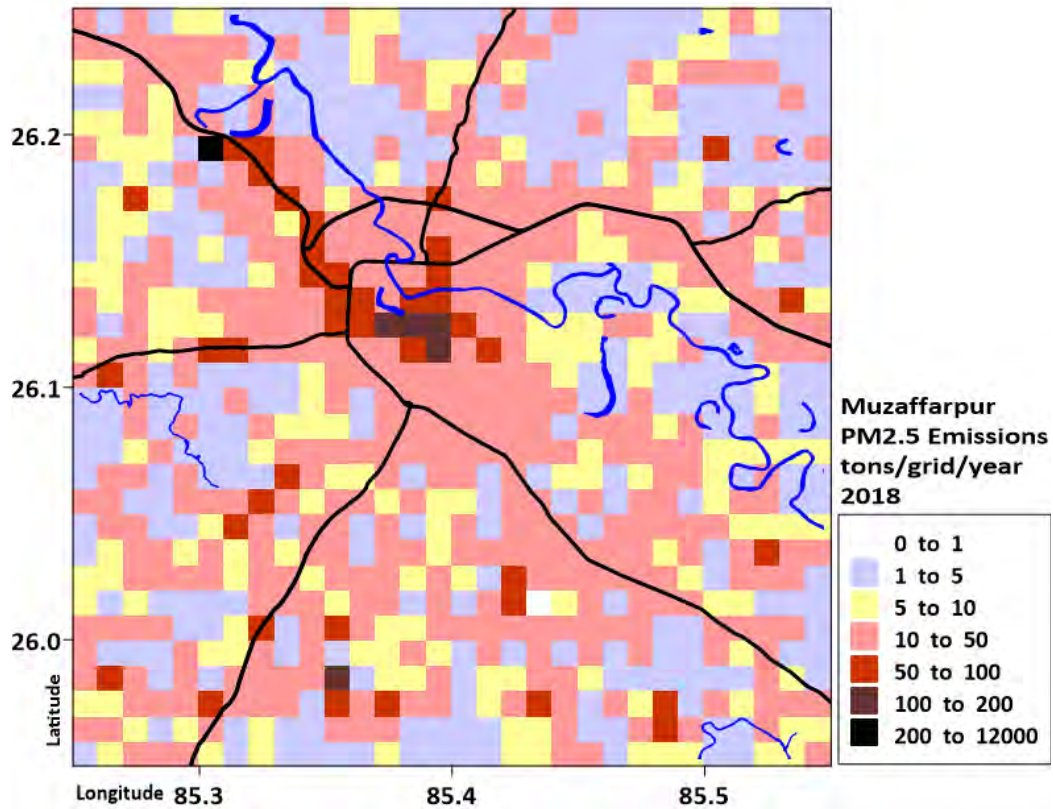 26.2
26.1
26.0
Latitude
Longitude 85.3 85.4 85.5
Muzaffarpur
PM2.5 Emissions
tons/grid/year
2018
0 to 1
1 to 5
5 to 10
10 to 50
50 to 100
100 to 200
200 to 12000